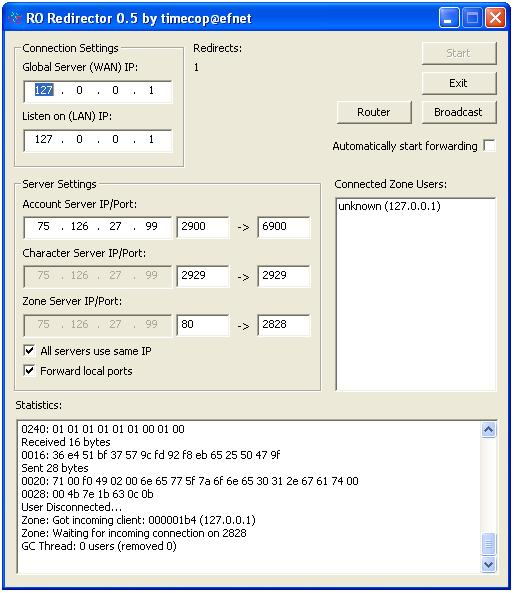 RO Redirector 0.5 by timecop@efnet
Connection Settings
Global Server (WAN) IP:
127 . 0 . 0 . 1
Listen on (LAN) IP:
127 . 0 . 0 . 1
Redirects:
1
Start
Exit
Router
Broadcast
Automatically start forwarding
Server Settings
Account Server IP/Port:
75 . 126 . 27 . 99 2900 -> 6900
Character Server IP/Port:
75 . 126 . 27 . 99 2929 -> 2929
Zone Server IP/Port:
75 . 126 . 27 . 99 80 -> 2828
All servers use same IP
Forward local ports
Connected Zone Users:
unknown (127.0.0.1)
Statistics:
0240: 01 01 01 01 01 01 00 01 00
Received 16 bytes
0016: 36 e4 51 bf 37 57 9c fd 92 f8 eb 65 25 50 47 9f
Sent 28 bytes
0020: 71 00 f0 49 02 00 6e 65 77 5f 7a 6f 6e 65 30 31 2e 67 61 74 00
0028: 00 4b 7e 1b 63 0c 0b
User Disconnected...
Zone: Got incoming client: 000001b4 (127.0.0.1)
Zone: Waiting for incoming connection on 2828
GC Thread: 0 users (removed 0)